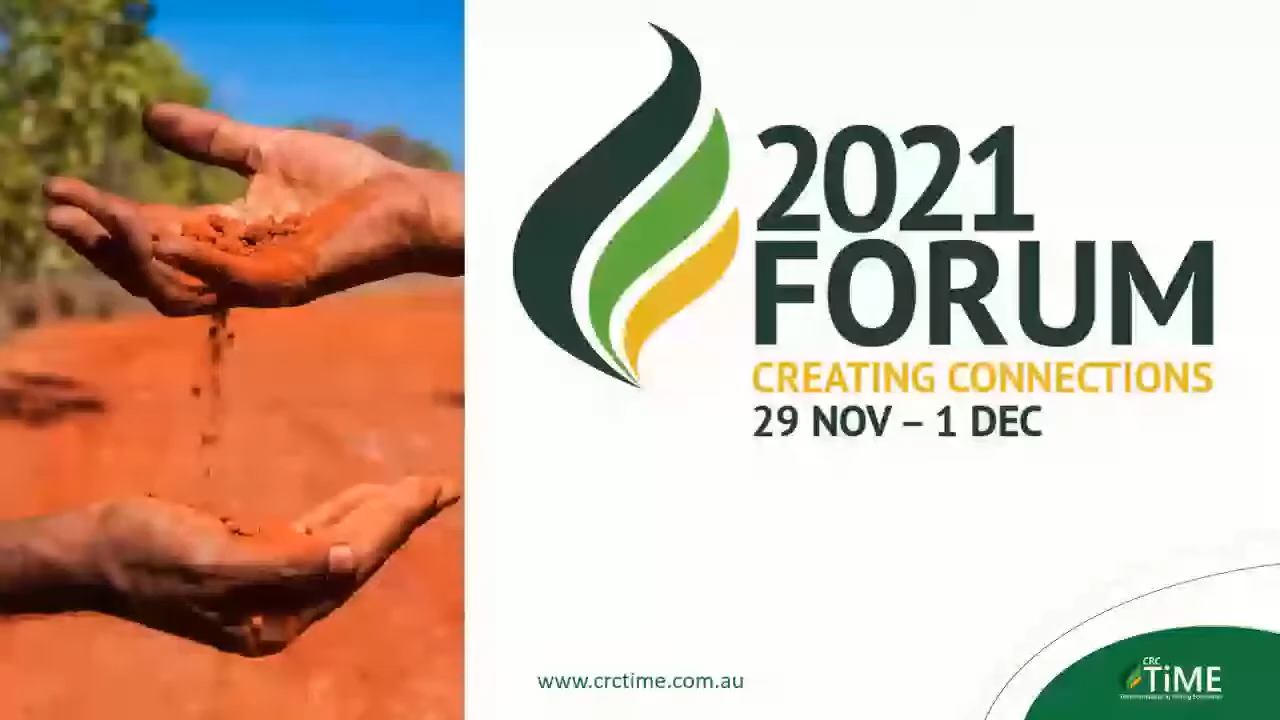 2021
FORUM
CREATING CONNECTIONS
29 NOV – 1 DEC
www.crctime.com.au
CRC
TiME